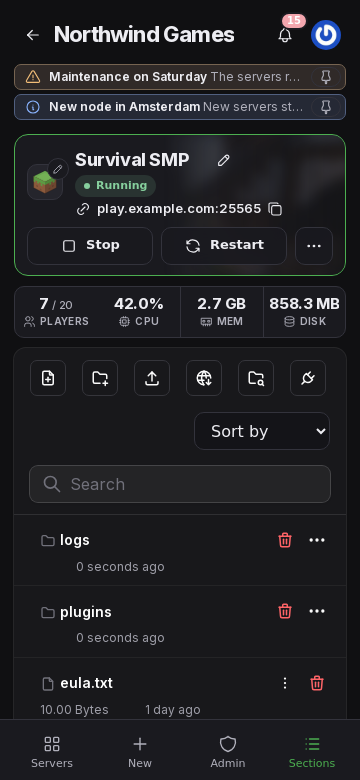 Northwind Games
15
Maintenance on Saturday The servers r...
New node in Amsterdam New servers st...
Survival SMP
Running
play.example.com:25565
Stop
Restart
7 / 20
PLAYERS
42.0%
CPU
2.7 GB
MEM
858.3 MB
DISK
Sort by
Search
logs
0 seconds ago
plugins
0 seconds ago
eula.txt
10.00 Bytes 1 day ago
Servers
New
Admin
Sections